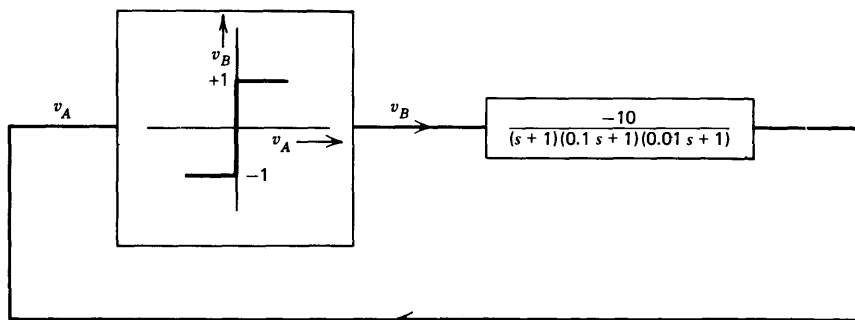 v_B
+1
v_A
v_B
v_A
−1
−10
(s + 1)(0.1 s + 1)(0.01 s + 1)